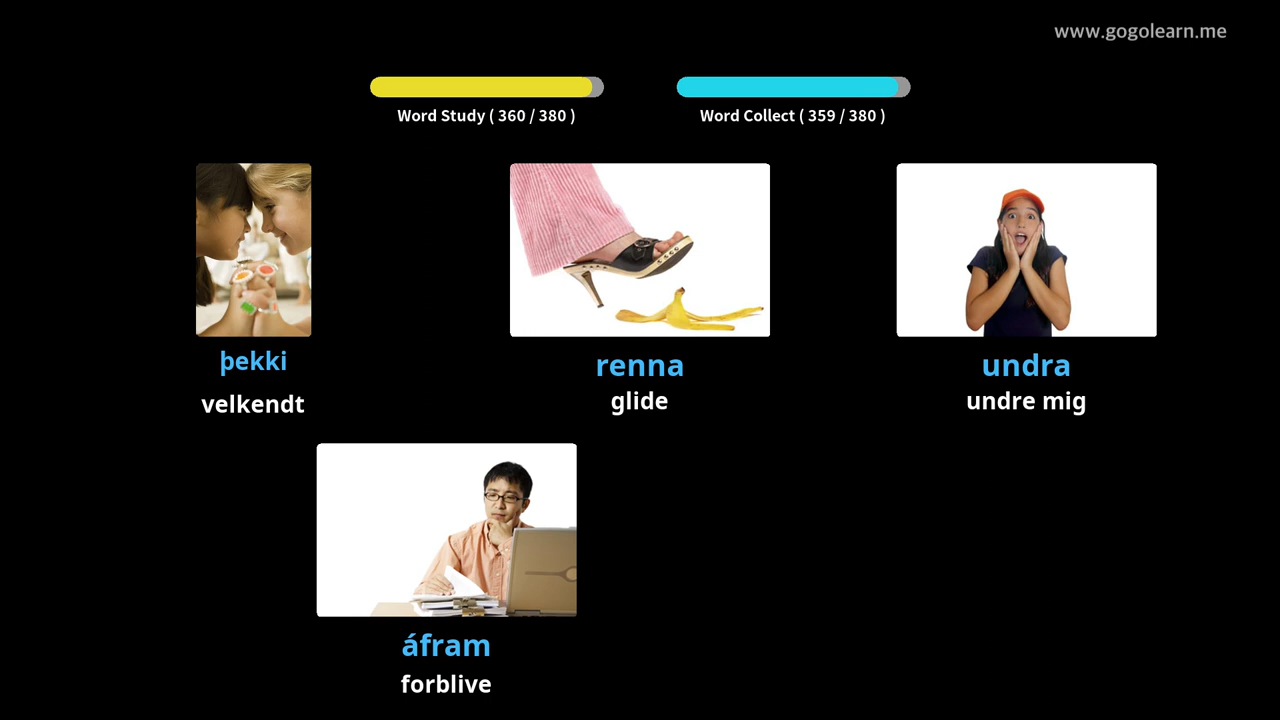 www.gogolearn.me
Word Study ( 360 / 380 )
Word Collect ( 359 / 380 )
þekki
velkendt
renna
glide
undra
undre mig
áfram
forblive